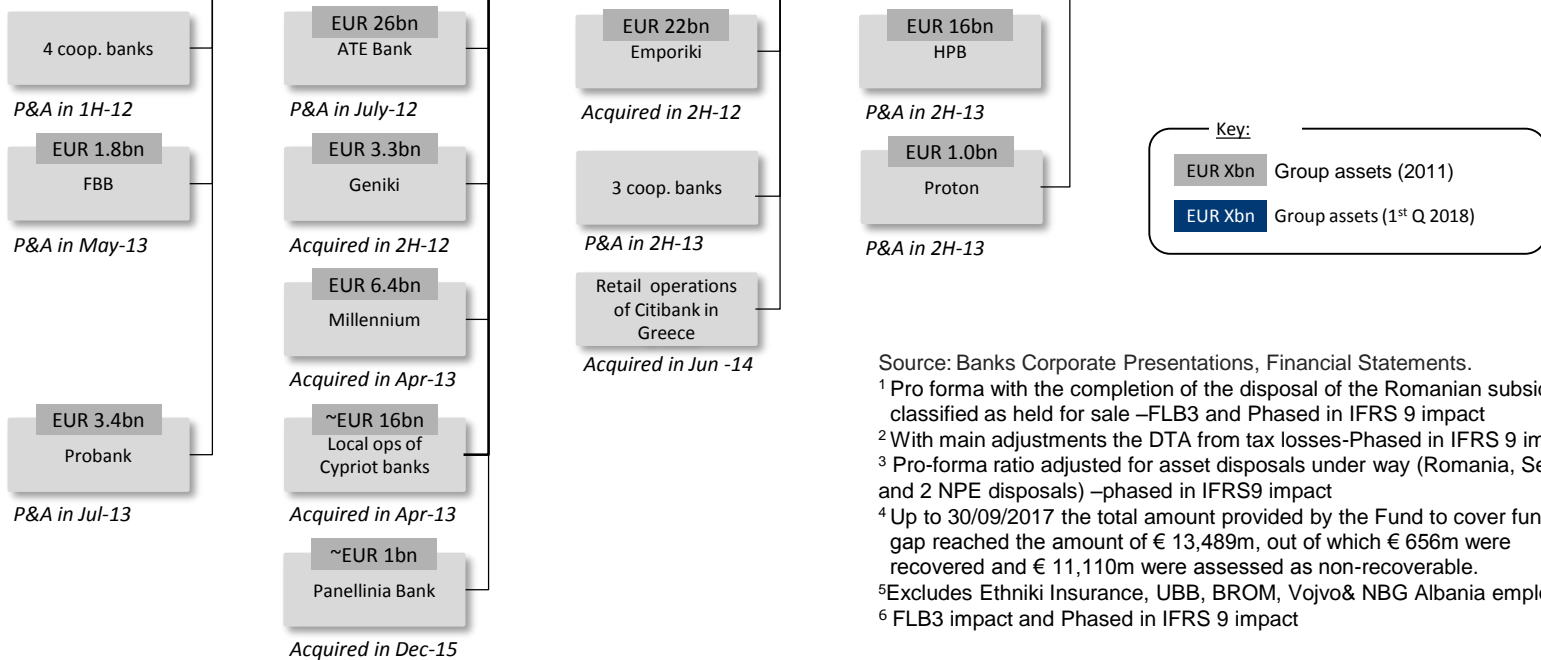 4 coop. banks
P&A in 1H-12
EUR 1.8bn
FBB
P&A in May-13
EUR 3.4bn
Probank
P&A in Jul-13
EUR 26bn
ATE Bank
P&A in July-12
EUR 3.3bn
Geniki
Acquired in 2H-12
EUR 6.4bn
Millennium
Acquired in Apr-13
~EUR 16bn
Local ops of
Cypriot banks
Acquired in Apr-13
~EUR 1bn
Panellinia Bank
Acquired in Dec-15
EUR 22bn
Emporiki
Acquired in 2H-12
3 coop. banks
P&A in 2H-13
Retail operations
of Citibank in
Greece
Acquired in Jun -14
EUR 16bn
HPB
P&A in 2H-13
EUR 1.0bn
Proton
P&A in 2H-13
Key:
EUR Xbn Group assets (2011)
EUR Xbn Group assets (1st Q 2018)
Source: Banks Corporate Presentations, Financial Statements.
1 Pro forma with the completion of the disposal of the Romanian
classified as held for sale –FLB3 and Phased in IFRS 9 impact
2 With main adjustments the DTA from tax losses-Phased in IFRS 9
3 Pro-forma ratio adjusted for asset disposals under way (Romania,
and 2 NPE disposals) –phased in IFRS9 impact
4 Up to 30/09/2017 the total amount provided by the Fund to cover
gap reached the amount of € 13,489m, out of which € 656m were
recovered and € 11,110m were assessed as non-recoverable.
5Excludes Ethniki Insurance, UBB, BROM, Vojvo& NBG Albania
6 FLB3 impact and Phased in IFRS 9 impact